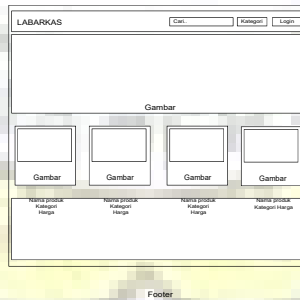 LABARKAS Cari.. Kategori Login
Gambar
Gambar Gambar Gambar Gambar
Nama produk Nama produk Nama produk Nama produk
Kategori Kategori Kategori Kategori Harga
Harga Harga Harga
Footer